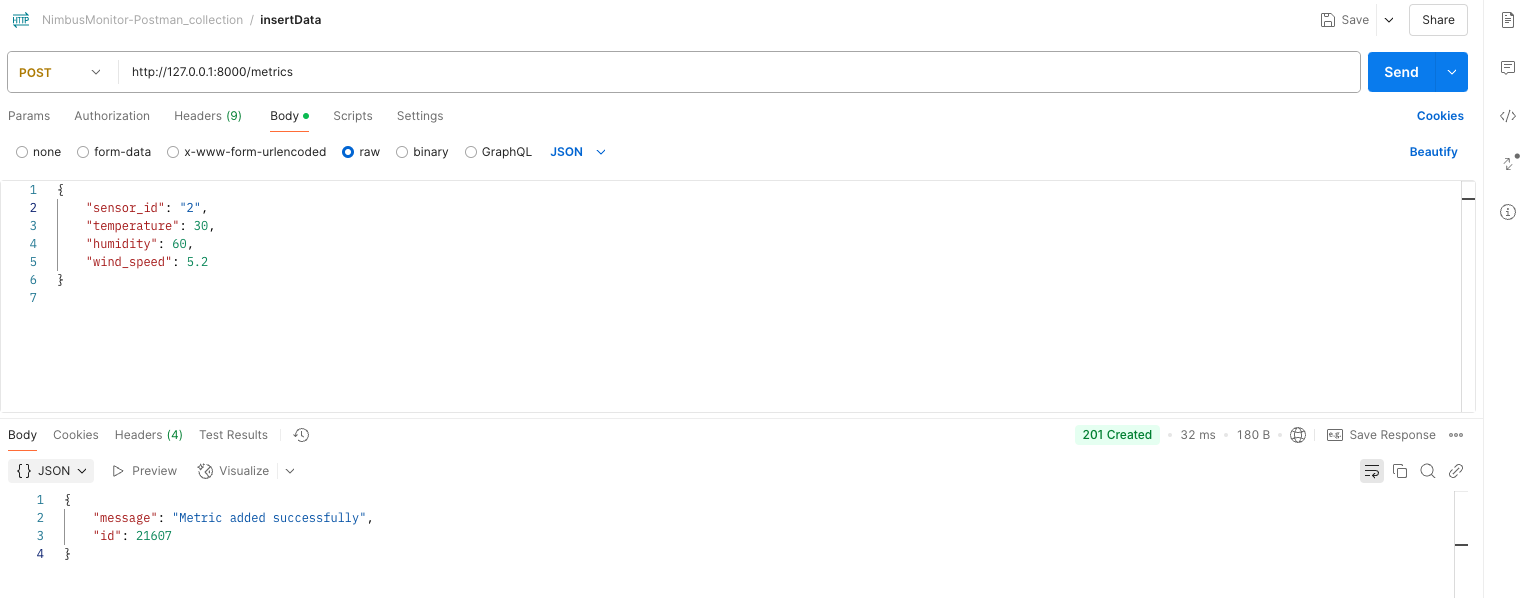 HTTP NimbusMonitor-Postman_collection / insertData Save Share
POST http://127.0.0.1:8000/metrics Send
Params Authorization Headers (9) Body Scripts Settings Cookies
none form-data x-www-form-urlencoded raw binary GraphQL JSON Beautify
1 {
2 "sensor_id": "2",
3 "temperature": 30,
4 "humidity": 60,
5 "wind_speed": 5.2
6 }
7
Body Cookies Headers (4) Test Results 201 Created 32 ms 180 B e.g. Save Response
{} JSON Preview Visualize
1 {
2 "message": "Metric added successfully",
3 "id": 21607
4 }